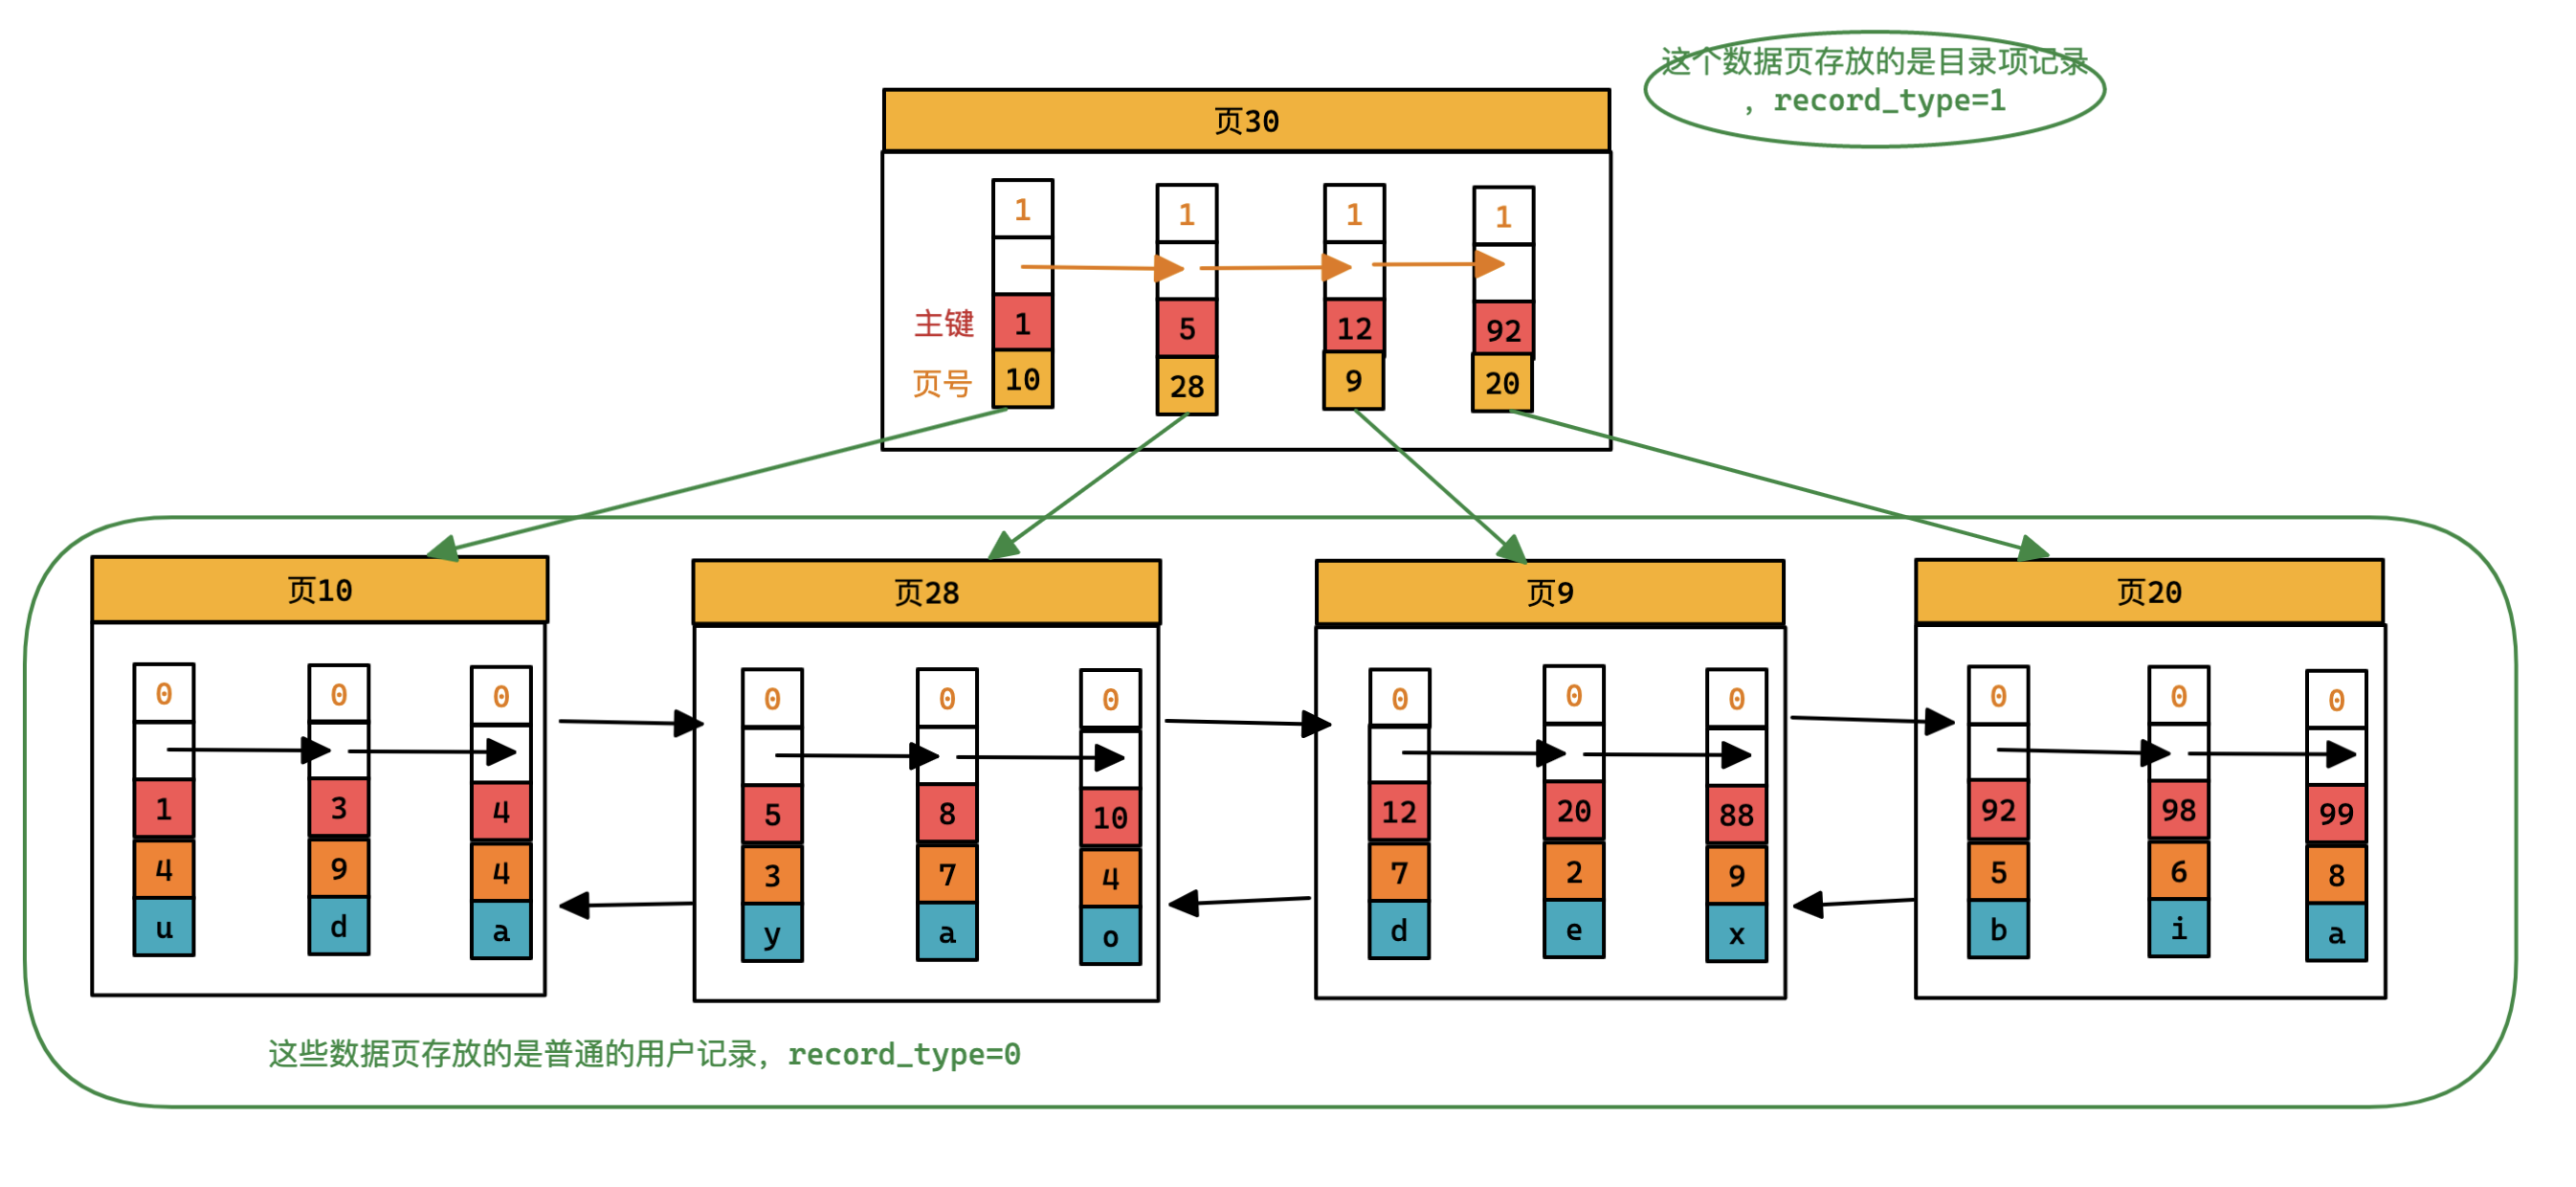 这个数据页存放的是目录项记录
，record_type=1
页30
1 1 1 1
主键 1 5 12 92
页号 10 28 9 20
页10 页28 页9 页20
0 0 0 0 0 0 0 0 0 0 0 0
1 3 4 5 8 10 12 20 88 92 98 99
4 9 4 3 7 4 7 2 9 5 6 8
u d a y a o d e x b i a
这些数据页存放的是普通的用户记录，record_type=0